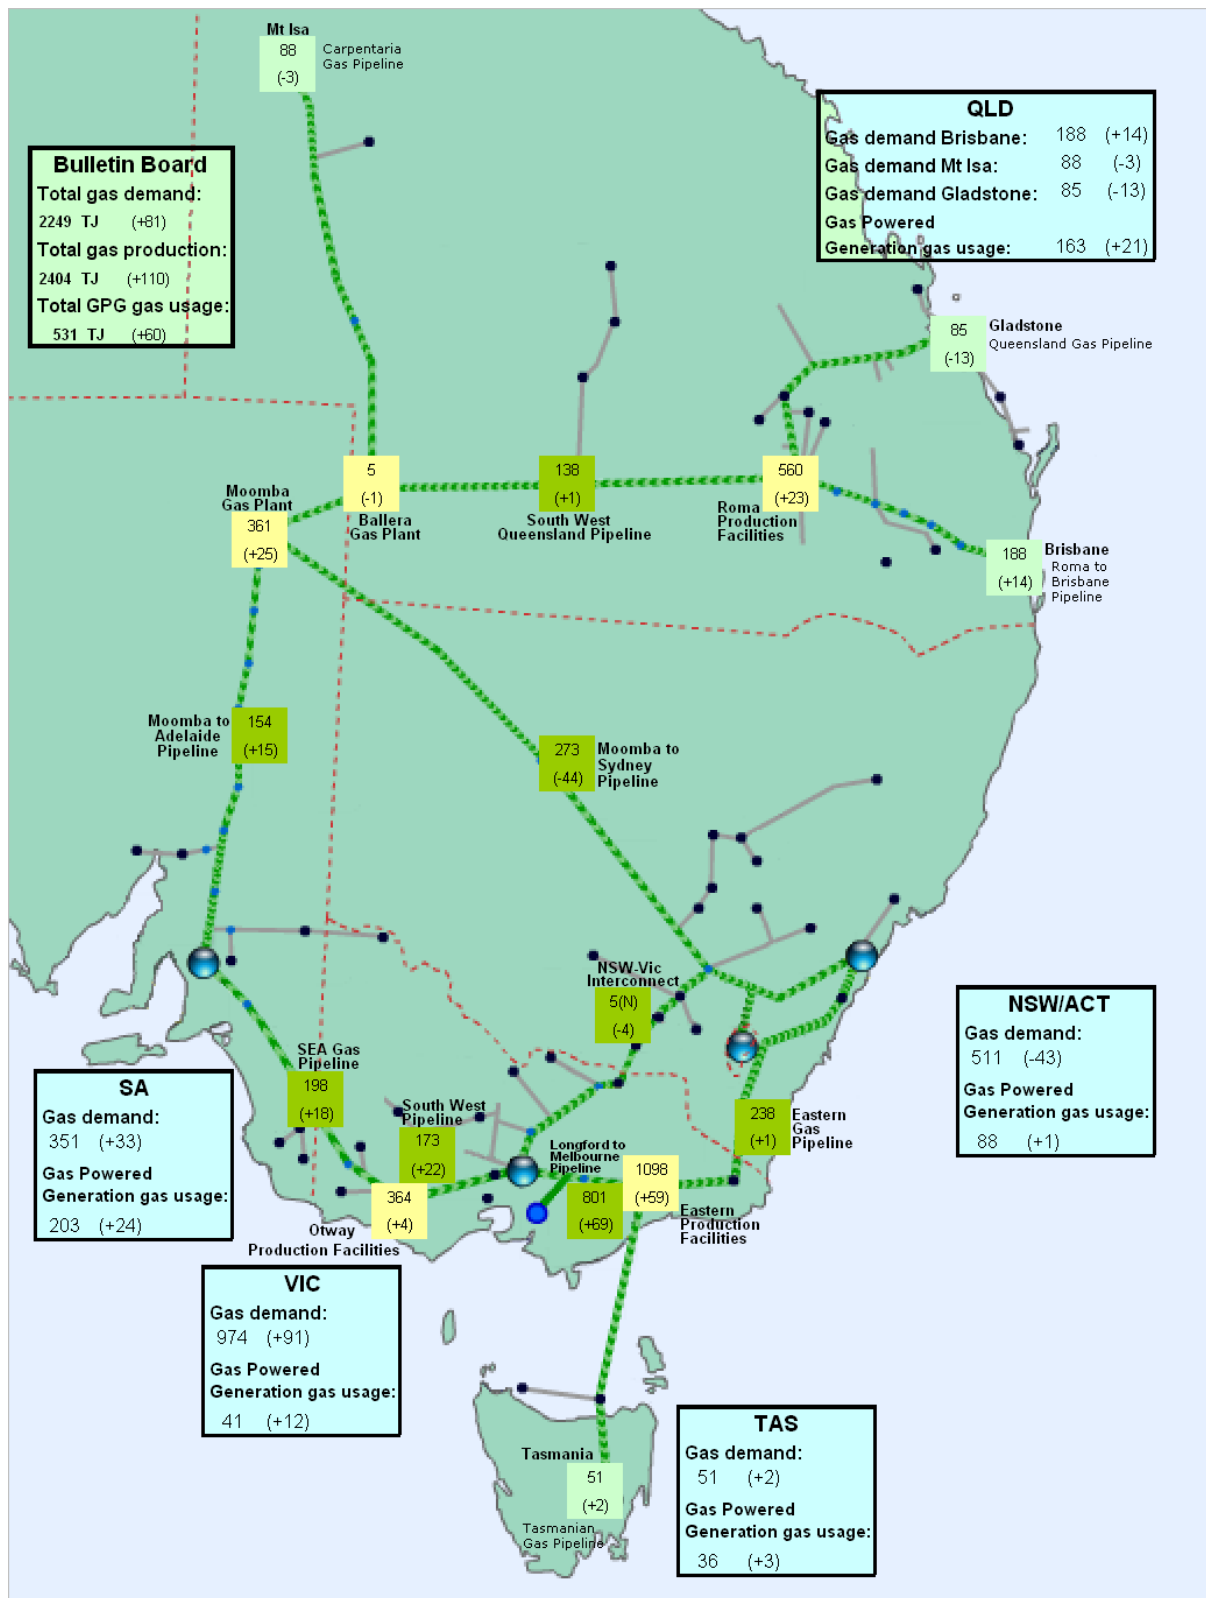 Mt Isa
88
(-3)
Carpentaria
Gas Pipeline
QLD
Gas demand Brisbane: 188 (+14)
Gas demand Mt Isa: 88 (-3)
Gas demand Gladstone: 85 (-13)
Gas Powered
Generation gas usage: 163 (+21)
Bulletin Board
Total gas demand:
2249 TJ (+81)
Total gas production:
2404 TJ (+110)
Total GPG gas usage:
531 TJ (+60)
85
(-13)
Gladstone
Queensland Gas Pipeline
5
(-1)
Ballera
Gas Plant
138
(+1)
South West
Queensland Pipeline
560
(+23)
Roma
Production
Facilities
Moomba
Gas Plant
361
(+25)
188
(+14)
Brisbane
Roma to
Brisbane
Pipeline
Moomba to
Adelaide
Pipeline
154
(+15)
273
(-44)
Moomba to
Sydney
Pipeline
NSW-Vic
Interconnect
5(N)
(-4)
NSW/ACT
Gas demand:
511 (-43)
Gas Powered
Generation gas usage:
88 (+1)
SEA Gas
Pipeline
198
(+18)
SA
Gas demand:
351 (+33)
Gas Powered
Generation gas usage:
203 (+24)
South West
Pipeline
173
(+22)
238
(+1)
Eastern
Gas
Pipeline
Longford to
Melbourne
Pipeline
801
(+69)
1098
(+59)
Eastern
Production
Facilities
364
(+4)
Otway
Production Facilities
VIC
Gas demand:
974 (+91)
Gas Powered
Generation gas usage:
41 (+12)
Tasmania
51
(+2)
Tasmanian
Gas Pipeline
TAS
Gas demand:
51 (+2)
Gas Powered
Generation gas usage:
36 (+3)